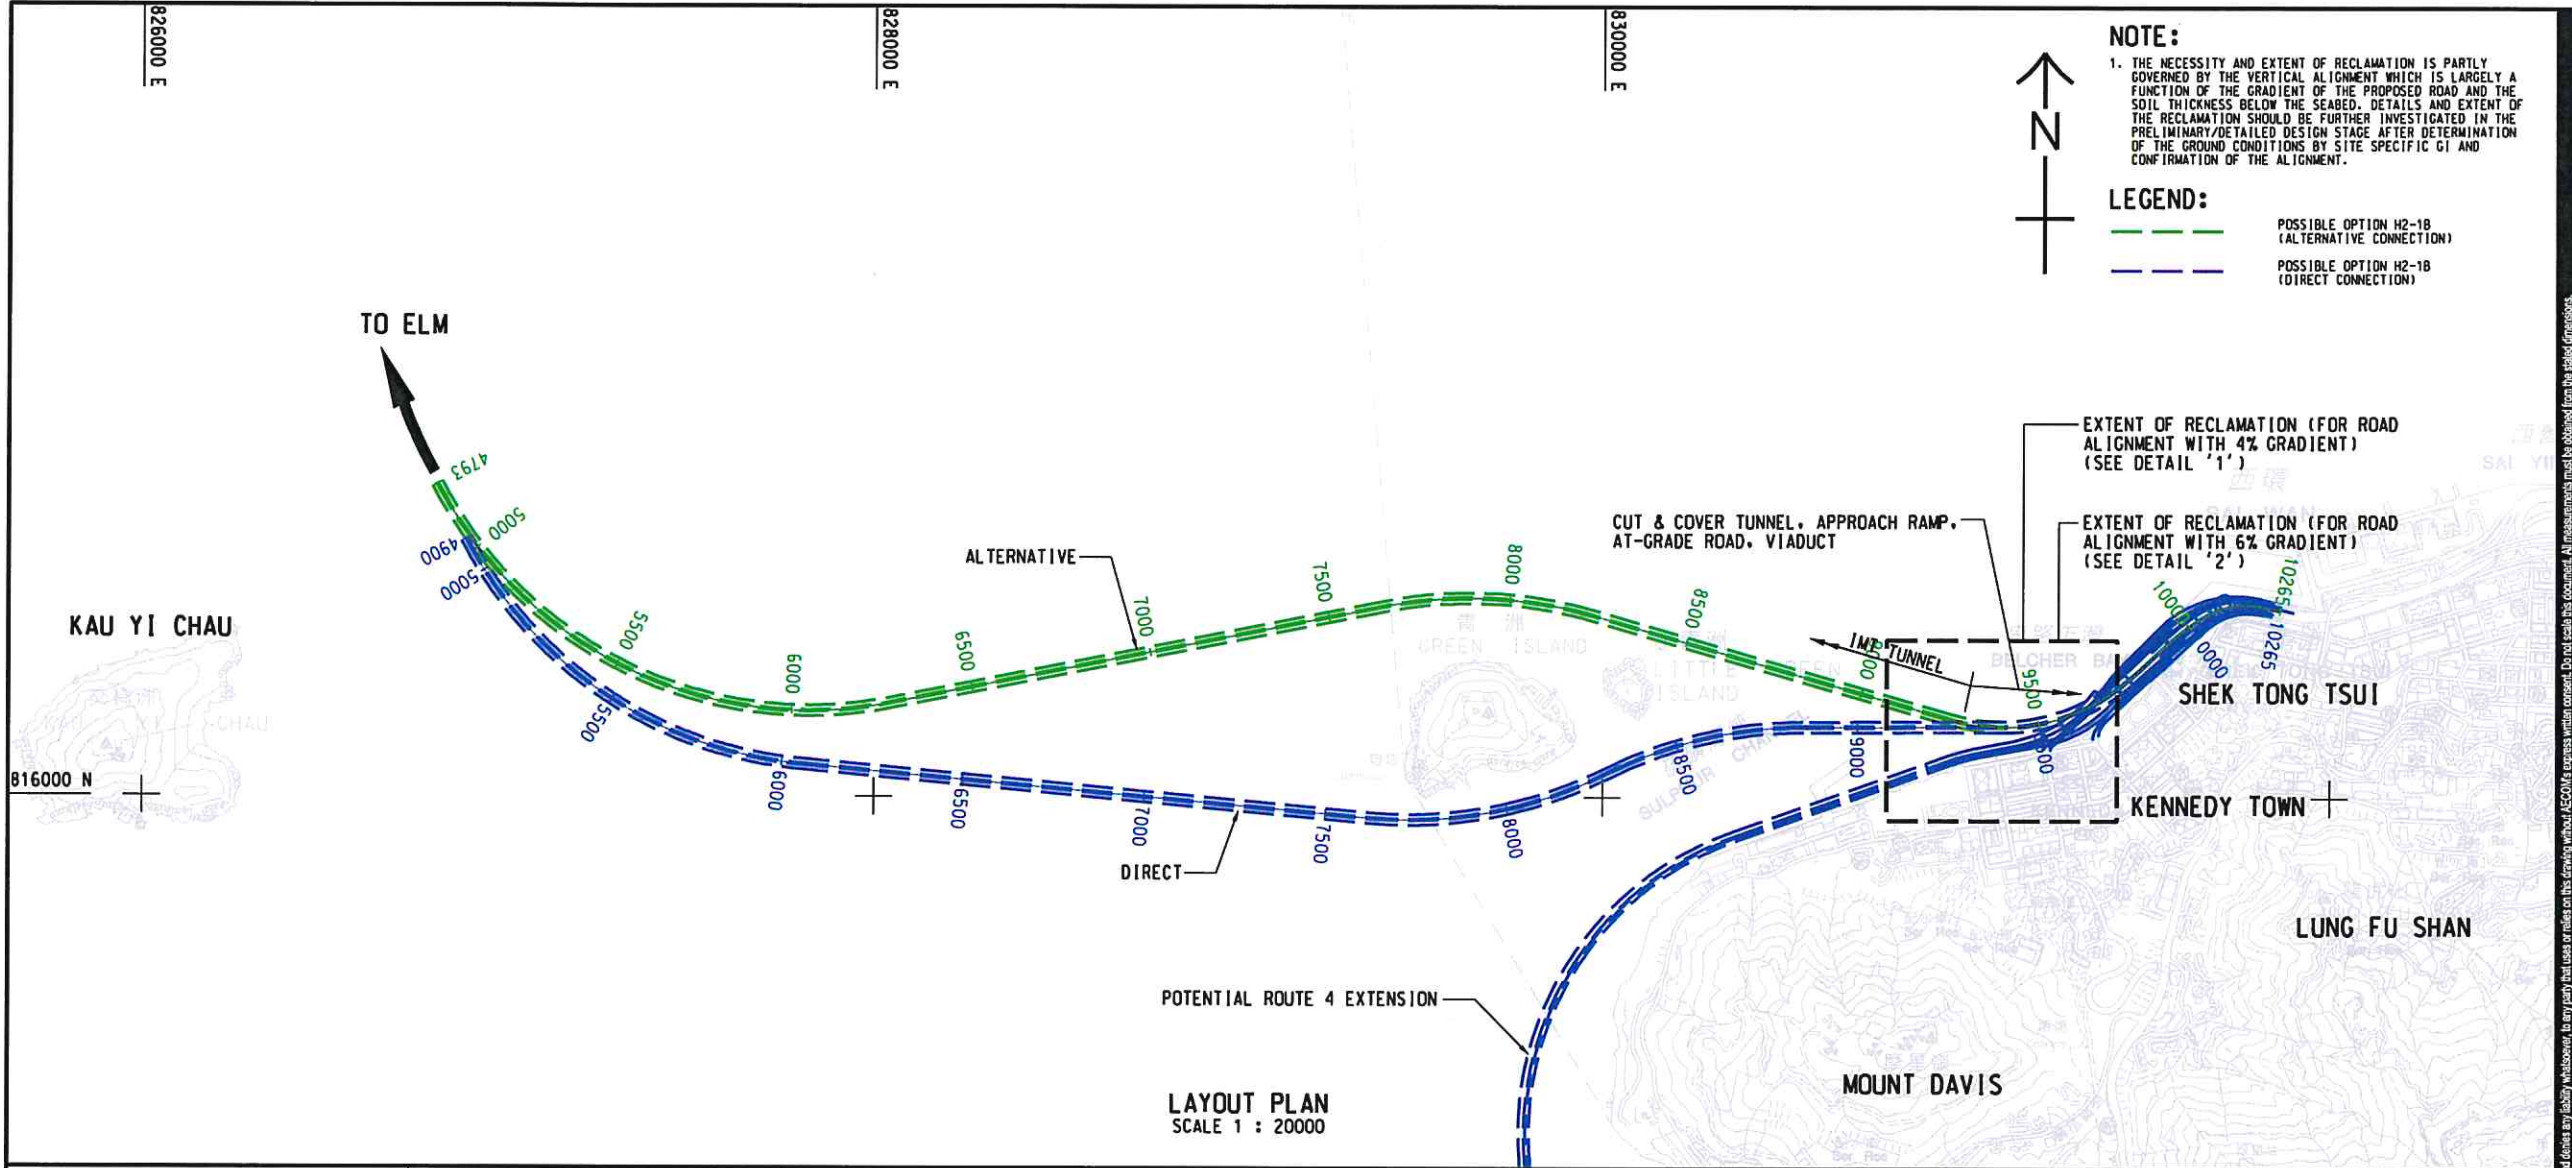 826000 E
828000 E
830000 E
NOTE:
1. THE NECESSITY AND EXTENT OF RECLAMATION IS PARTLY
GOVERNED BY THE VERTICAL ALIGNMENT WHICH IS LARGELY A
FUNCTION OF THE GRADIENT OF THE PROPOSED ROAD AND THE
SOIL THICKNESS BELOW THE SEABED. DETAILS AND EXTENT OF
THE RECLAMATION SHOULD BE FURTHER INVESTIGATED IN THE
PRELIMINARY/DETAILED DESIGN STAGE AFTER DETERMINATION
OF THE GROUND CONDITIONS BY SITE SPECIFIC GI AND
CONFIRMATION OF THE ALIGNMENT.
N
LEGEND:
POSSIBLE OPTION H2-1B
(ALTERNATIVE CONNECTION)
POSSIBLE OPTION H2-1B
(DIRECT CONNECTION)
TO ELM
4793
5000
4900
5000
5500
5500
6000
6000
6500
6500
7000
7000
7500
7500
8000
8000
8500
8500
9000
9500
10265
10265
ALTERNATIVE
DIRECT
CUT & COVER TUNNEL, APPROACH RAMP,
AT-GRADE ROAD, VIADUCT
IMT TUNNEL
EXTENT OF RECLAMATION (FOR ROAD
ALIGNMENT WITH 4% GRADIENT)
(SEE DETAIL '1')
EXTENT OF RECLAMATION (FOR ROAD
ALIGNMENT WITH 6% GRADIENT)
(SEE DETAIL '2')
西環
SAI WAN
KAU YI CHAU
816000 N
青洲
GREEN ISLAND
LITTLE GREEN
ISLAND
SHEK TONG TSUI
KENNEDY TOWN
LUNG FU SHAN
POTENTIAL ROUTE 4 EXTENSION
MOUNT DAVIS
LAYOUT PLAN
SCALE 1 : 20000